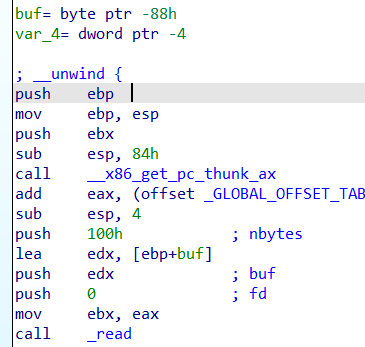 buf= byte ptr -88h
var_4= dword ptr -4
; __unwind {
push ebp
mov ebp, esp
push ebx
sub esp, 84h
call __x86_get_pc_thunk_ax
add eax, (offset _GLOBAL_OFFSET_TAB
sub esp, 4
push 100h ; nbytes
lea edx, [ebp+buf]
push edx ; buf
push 0 ; fd
mov ebx, eax
call _read